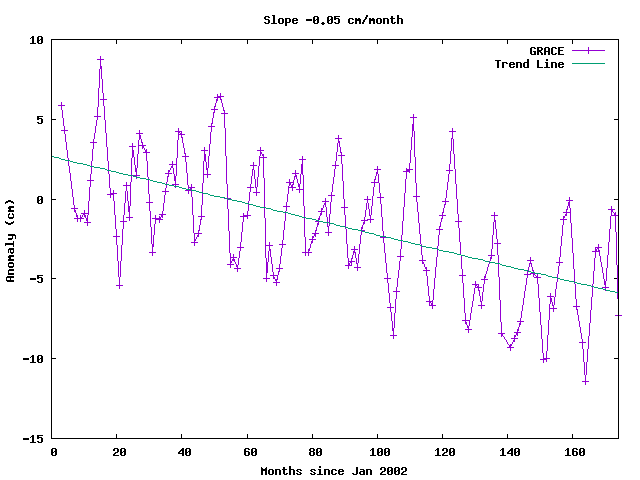 Slope -0.05 cm/month
GRACE
Trend Line
10
5
0
-5
-10
-15
Anomaly (cm)
0 20 40 60 80 100 120 140 160
Months since Jan 2002